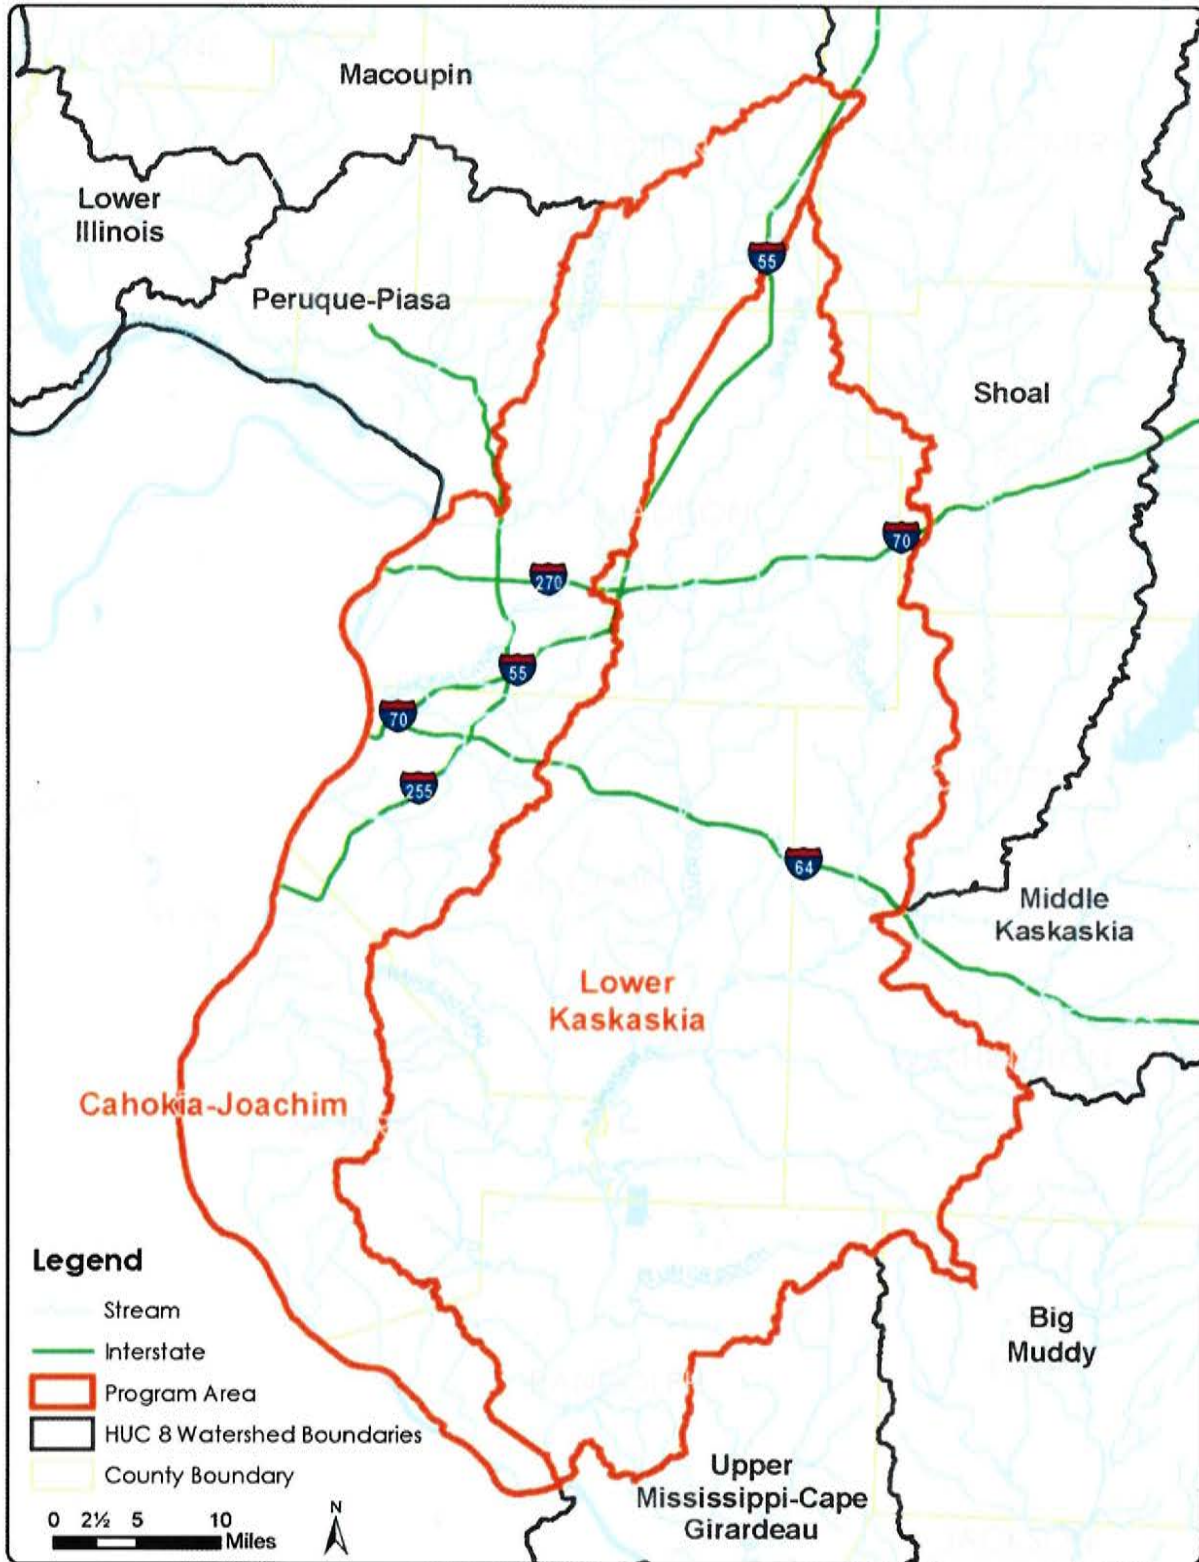 Macoupin
Lower
Illinois
Peruque-Piasa
55
Shoal
70
270
55
70
255
64
Middle
Kaskaskia
Lower
Kaskaskia
Cahokia-Joachim
Big
Muddy
Upper
Mississippi-Cape
Girardeau
Legend
Stream
Interstate
Program Area
HUC 8 Watershed Boundaries
County Boundary
0 2½ 5 10
Miles
N